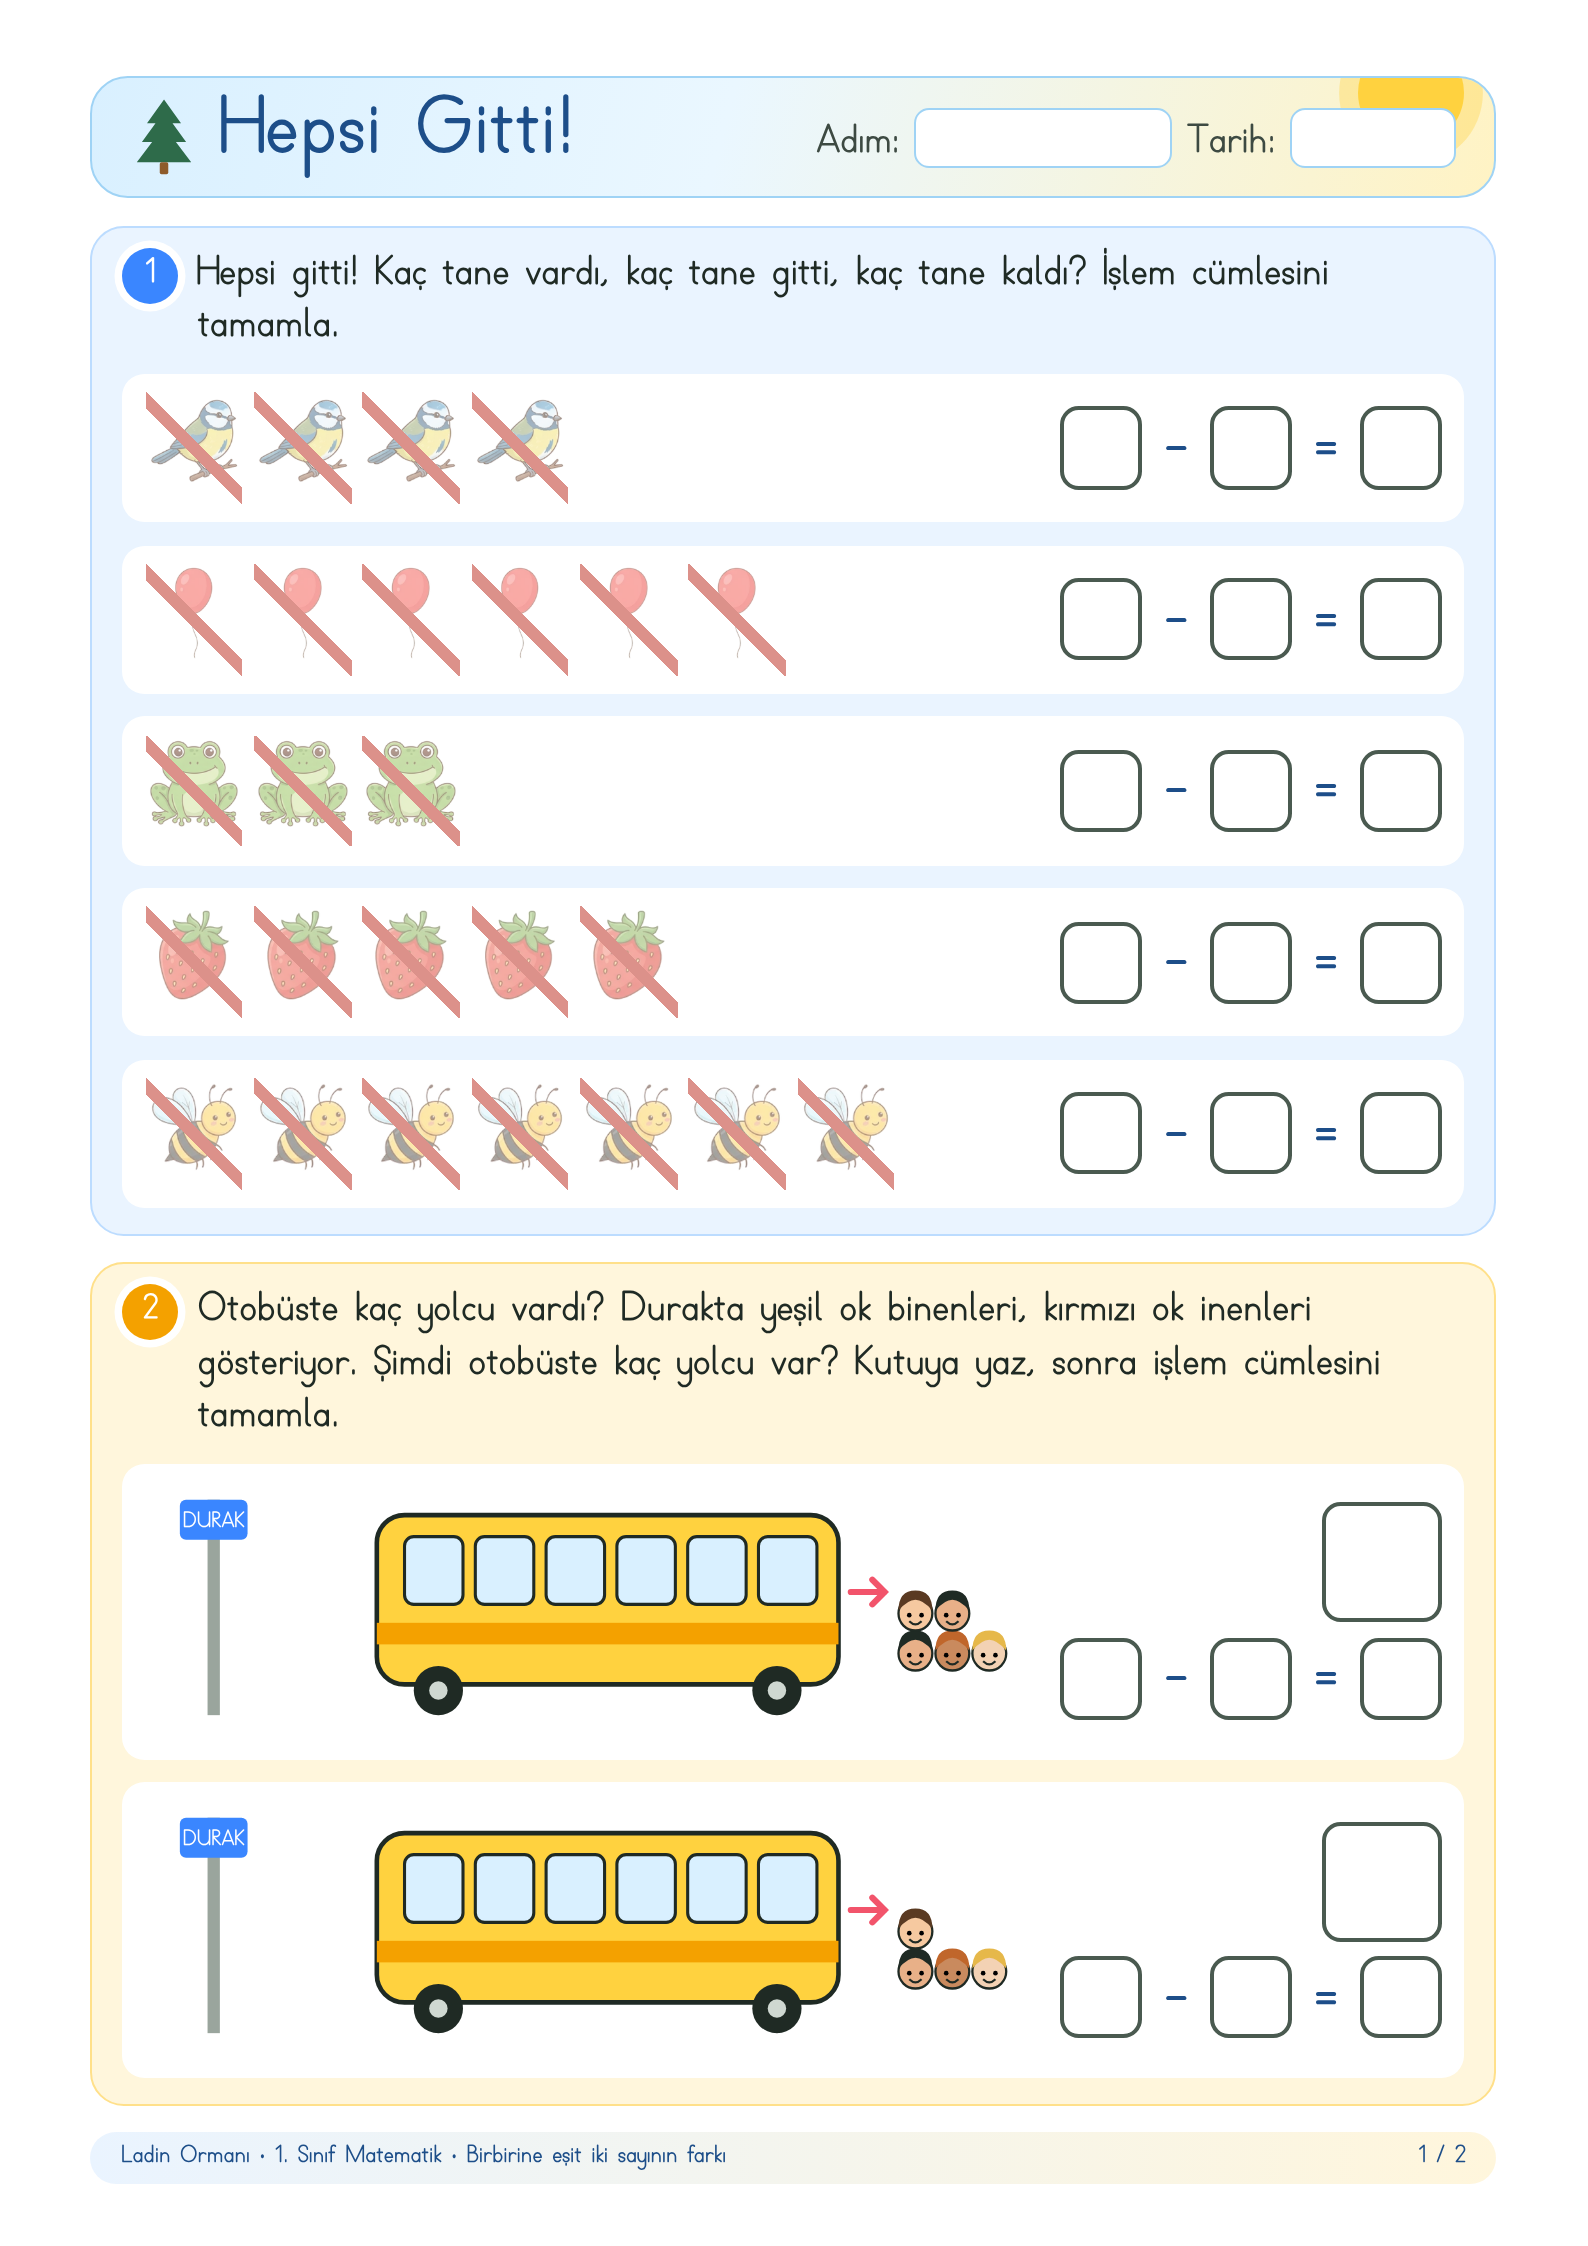 Hepsi Gitti!
Adım:
Tarih:
1
Hepsi gitti! Kaç tane vardı, kaç tane gitti, kaç tane kaldı? İşlem cümlesini
tamamla.
- =
- =
- =
- =
- =
2
Otobüste kaç yolcu vardı? Durakta yeşil ok binenleri, kırmızı ok inenleri
gösteriyor. Şimdi otobüste kaç yolcu var? Kutuya yaz, sonra işlem cümlesini
tamamla.
DURAK
- =
DURAK
- =
Ladin Ormanı • 1. Sınıf Matematik • Birbirine eşit iki sayının farkı
1 / 2